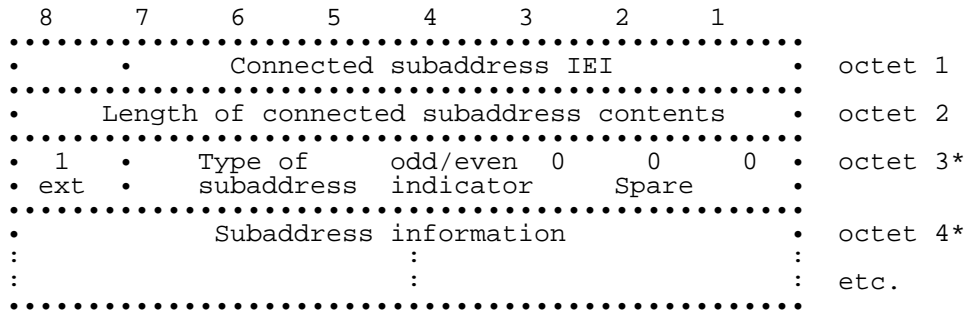 8 7 6 5 4 3 2 1
Connected subaddress IEI octet 1
Length of connected subaddress contents octet 2
1 Type of odd/even 0 0 0 octet 3*
ext subaddress indicator Spare
Subaddress information octet 4*
: : :
: : : etc.